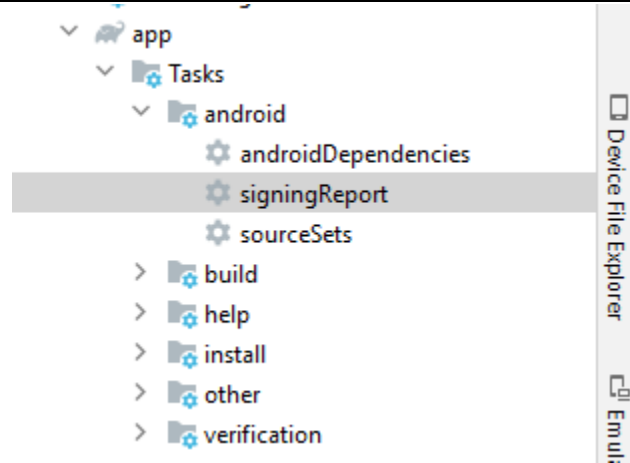 app
Tasks
android
androidDependencies
signingReport
sourceSets
build
help
install
other
verification
Device File Explorer